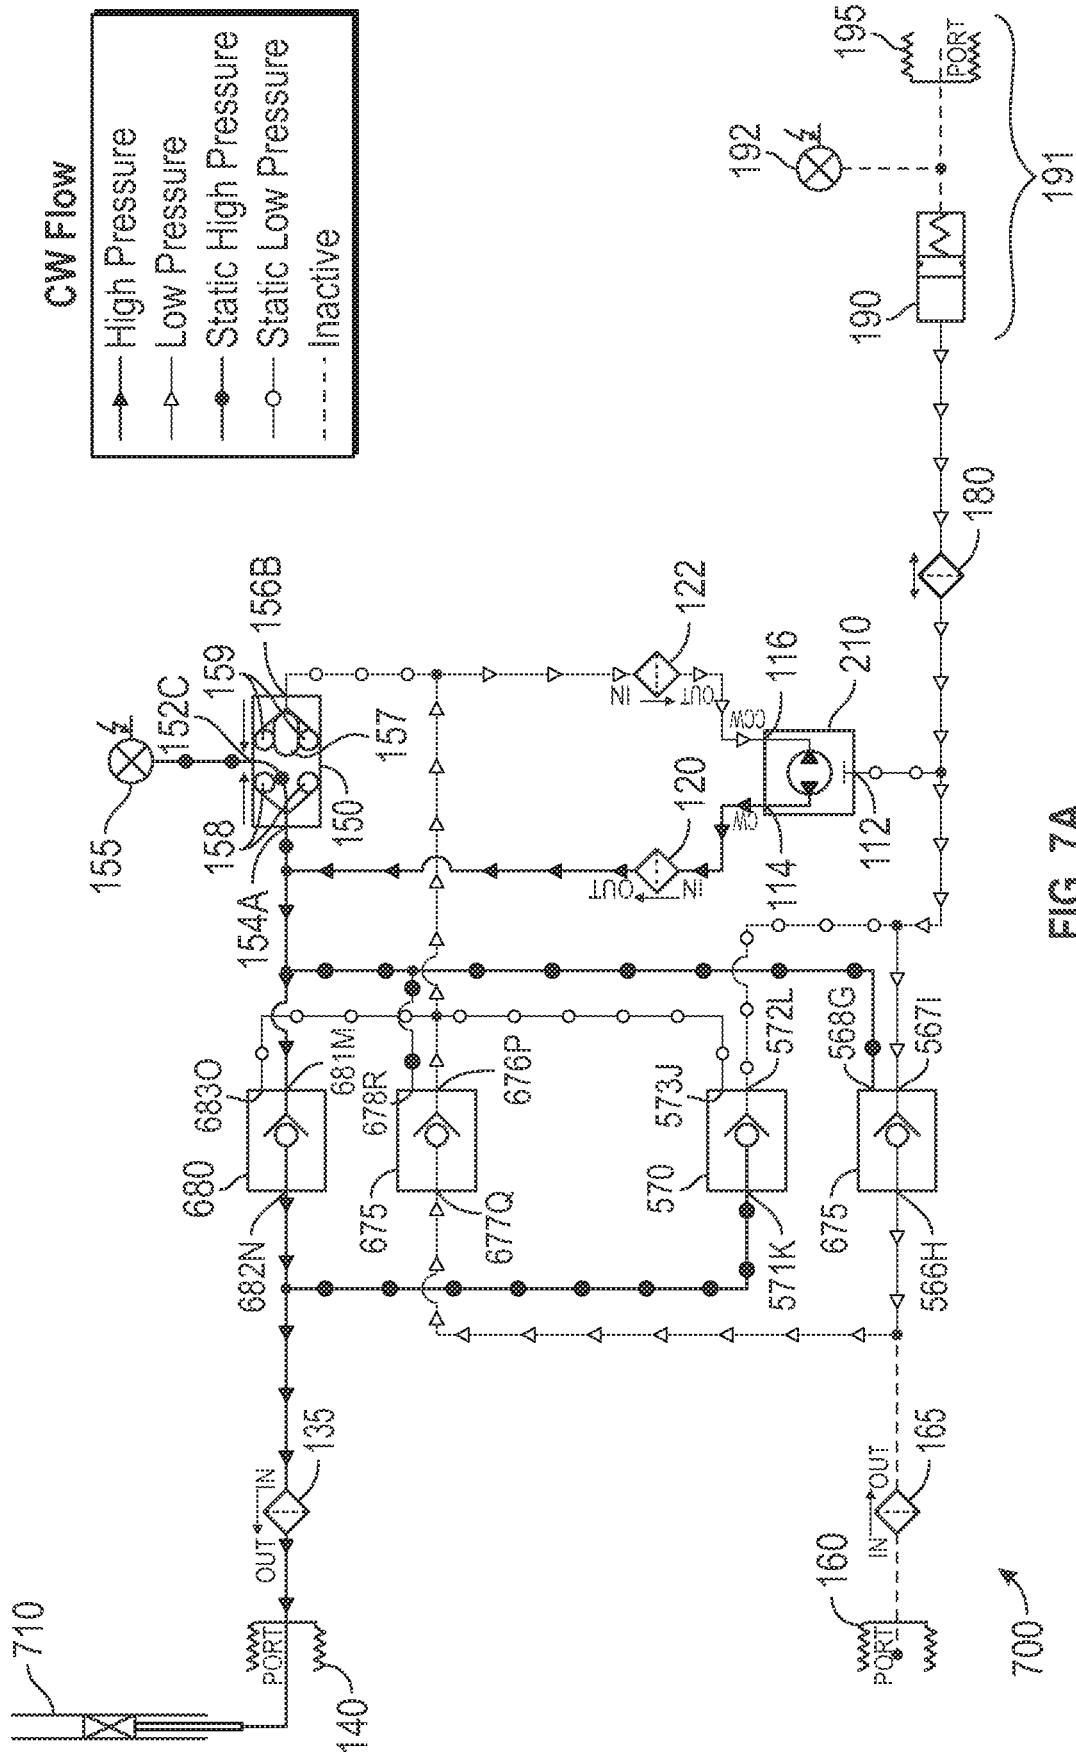 CW Flow
High Pressure
Low Pressure
Static High Pressure
Static Low Pressure
Inactive
710
PORT
140
OUT
IN
135
682N
680
683O
681M
154A
155
158
152C
159
156B
157
150
675
678R
676P
677Q
120
OUT
IN
122
IN
OUT
CW
CCW
114
116
210
112
570
573J
572L
571K
675
568G
567I
566H
160
PORT
IN
OUT
165
180
190
192
195
PORT
191
700
FIG. 7A